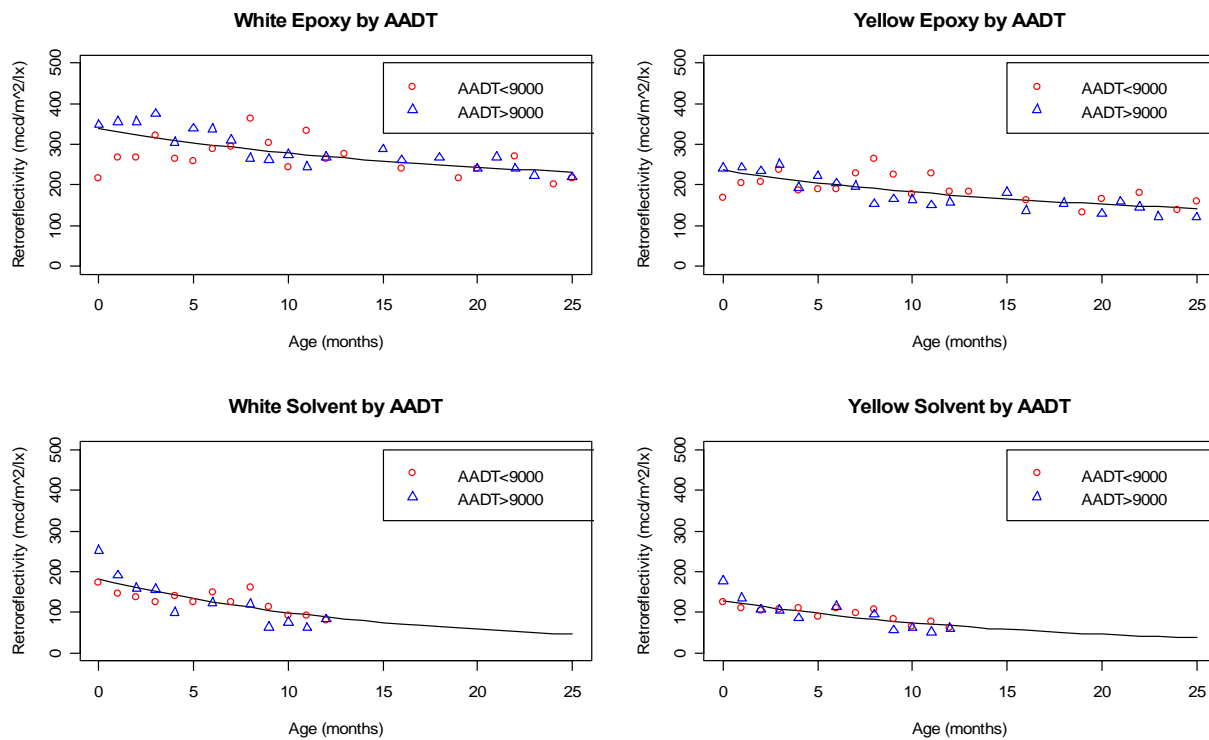 White Epoxy by AADT
Retroreflectivity (mcd/m^2/lx)
500
400
300
200
100
0
AADT<9000
AADT>9000
0 5 10 15 20 25
Age (months)
Yellow Epoxy by AADT
Retroreflectivity (mcd/m^2/lx)
500
400
300
200
100
0
AADT<9000
AADT>9000
0 5 10 15 20 25
Age (months)
White Solvent by AADT
Retroreflectivity (mcd/m^2/lx)
500
400
300
200
100
0
AADT<9000
AADT>9000
0 5 10 15 20 25
Age (months)
Yellow Solvent by AADT
Retroreflectivity (mcd/m^2/lx)
500
400
300
200
100
0
AADT<9000
AADT>9000
0 5 10 15 20 25
Age (months)